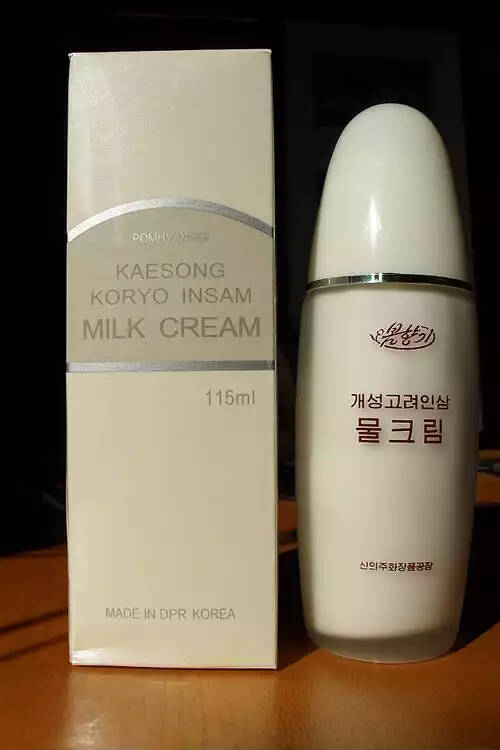 KAESONG
KORYO INSAM
MILK CREAM
115ml
MADE IN DPR KOREA
봄향기
개성고려인삼
물크림
신의주화장품공장